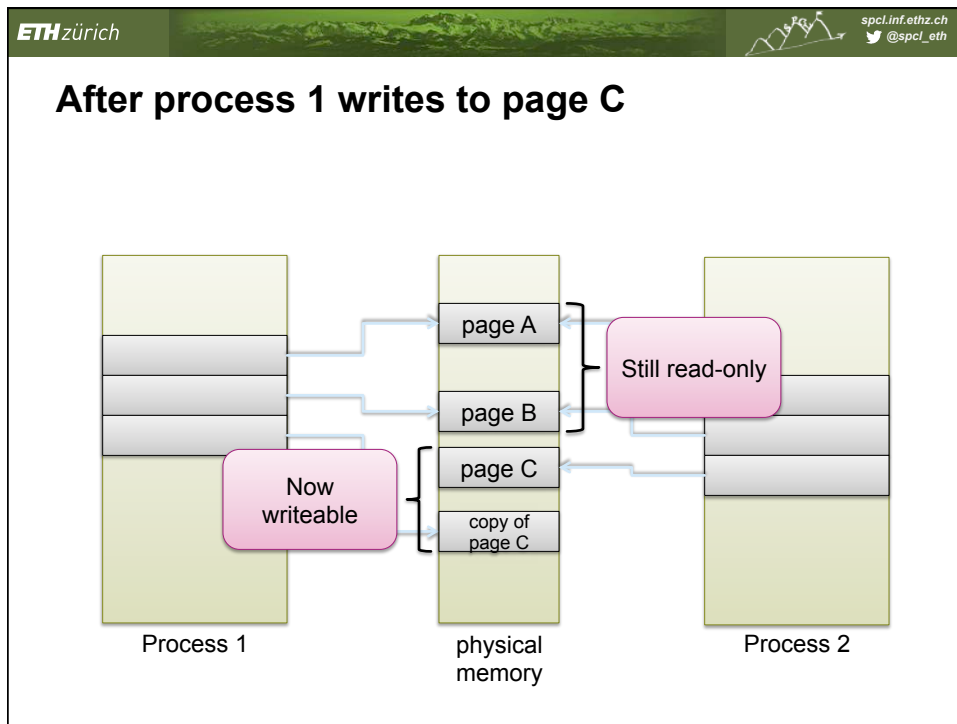 ETH zürich
spcl.inf.ethz.ch
@spcl_eth
After process 1 writes to page C
page A
Still read-only
page B
page C
Now
writeable
copy of
page C
Process 1
physical
memory
Process 2